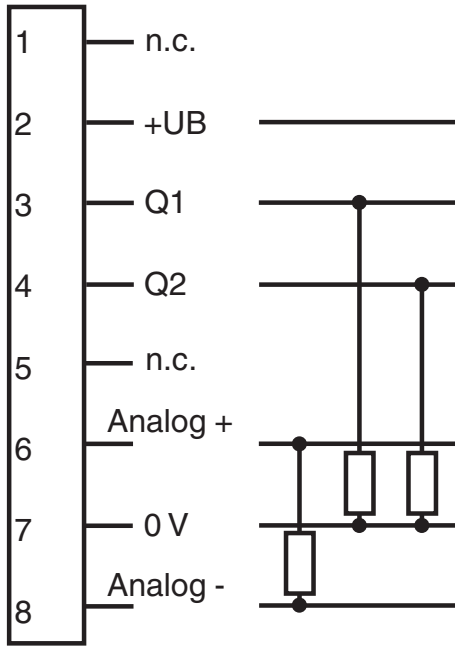 1 n.c.
2 +UB
3 Q1
4 Q2
5 n.c.
6 Analog +
7 0 V
8 Analog -